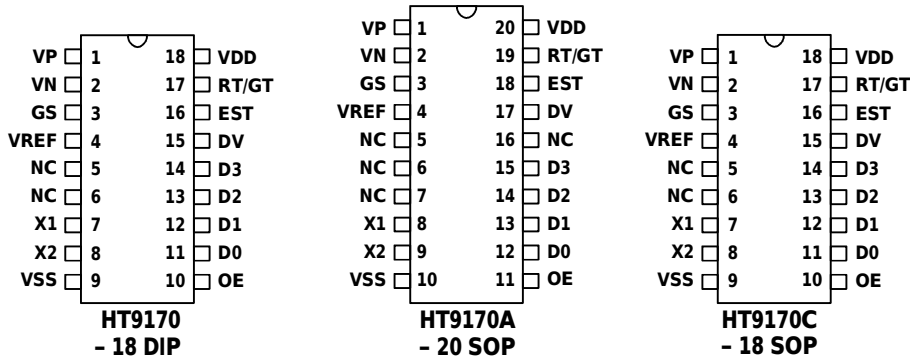 VP 1 18 VDD
VN 2 17 RT/GT
GS 3 16 EST
VREF 4 15 DV
NC 5 14 D3
NC 6 13 D2
X1 7 12 D1
X2 8 11 D0
VSS 9 10 OE
HT9170
– 18 DIP
VP 1 20 VDD
VN 2 19 RT/GT
GS 3 18 EST
VREF 4 17 DV
NC 5 16 NC
NC 6 15 D3
NC 7 14 D2
X1 8 13 D1
X2 9 12 D0
VSS 10 11 OE
HT9170A
– 20 SOP
VP 1 18 VDD
VN 2 17 RT/GT
GS 3 16 EST
VREF 4 15 DV
NC 5 14 D3
NC 6 13 D2
X1 7 12 D1
X2 8 11 D0
VSS 9 10 OE
HT9170C
– 18 SOP